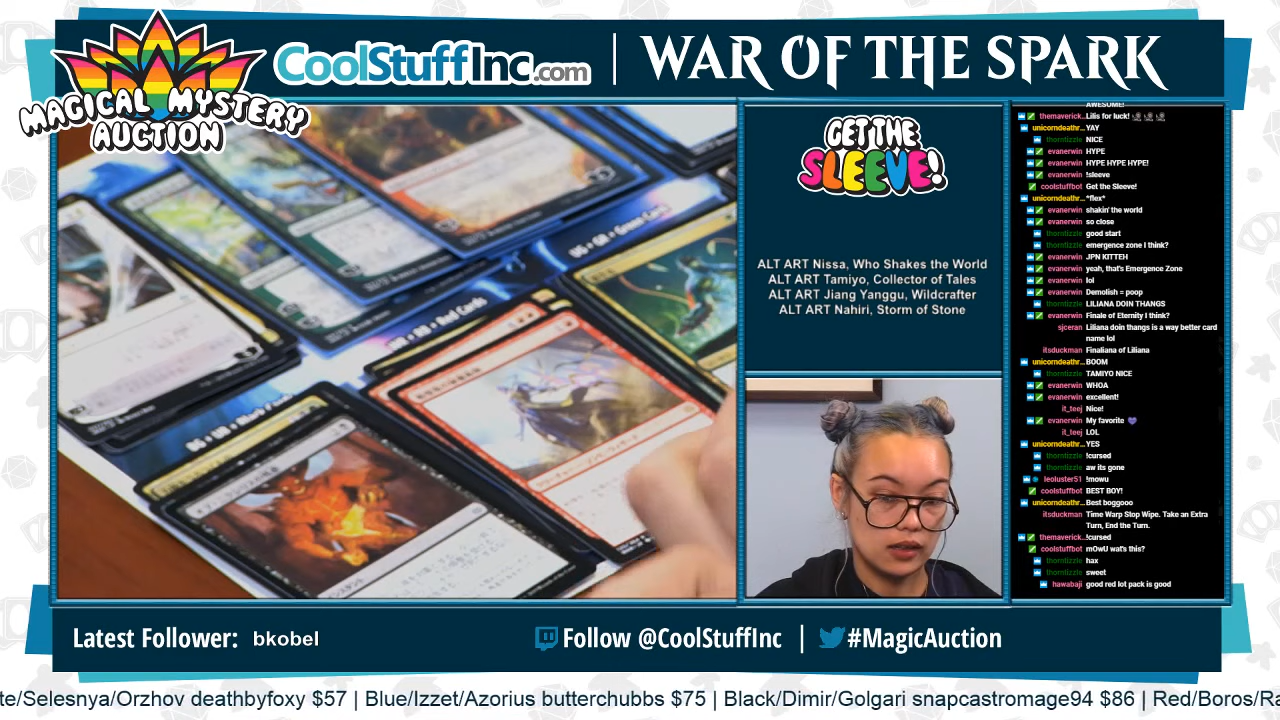 MAGICAL MYSTERY
AUCTION
CoolStuffInc.com
WAR OF THE SPARK
GET THE
SLEEVE!
ALT ART Nissa, Who Shakes the World
ALT ART Tamiyo, Collector of Tales
ALT ART Jiang Yanggu, Wildcrafter
ALT ART Nahiri, Storm of Stone
AWESOME!
themaverick... Lilis for luck!
unicorndeathr... YAY
thorntizzle NICE
evanerwin HYPE
evanerwin HYPE HYPE HYPE!
evanerwin !sleeve
coolstuffbot Get the Sleeve!
unicorndeathr... *flex*
evanerwin shakin' the world
evanerwin so close
thorntizzle good start
thorntizzle emergence zone I think?
evanerwin JPN KITTEH
evanerwin yeah, that's Emergence Zone
evanerwin lol
evanerwin Demolish = poop
thorntizzle LILIANA DOIN THANGS
evanerwin Finale of Eternity I think?
sjceran Liliana doin thangs is a way better card
name lol
itsduckman Finaliana of Liliana
unicorndeathr... BOOM
thorntizzle TAMIYO NICE
evanerwin WHOA
evanerwin excellent!
it_teej Nice!
evanerwin My favorite 💜
it_teej LOL
unicorndeathr... YES
thorntizzle !cursed
thorntizzle aw its gone
leoluster51 !mowu
coolstuffbot BEST BOY!
unicorndeathr... Best boggooo
itsduckman Time Warp Stop Wipe. Take an Extra
Turn, End the Turn.
themaverick... !cursed
coolstuffbot mOwU wat's this?
thorntizzle hax
thorntizzle sweet
hawabaji good red lot pack is good
Latest Follower: bkobel
Follow @CoolStuffInc | #MagicAuction
te/Selesnya/Orzhov deathbyfoxy $57 | Blue/Izzet/Azorius butterchubbs $75 | Black/Dimir/Golgari snapcastromage94 $86 | Red/Boros/Ra